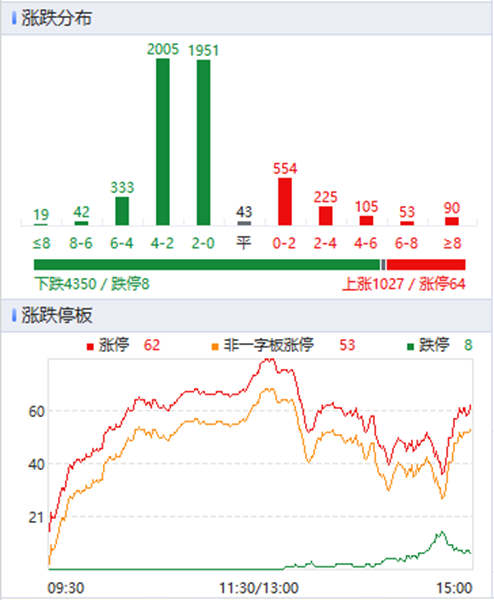 涨跌分布
19 42 333 2005 1951 43 554 225 105 53 90
≤8 8-6 6-4 4-2 2-0 平 0-2 2-4 4-6 6-8 ≥8
下跌4350 / 跌停8 上涨1027 / 涨停64
涨跌停板
涨停 62 非一字板涨停 53 跌停 8
60
40
21
09:30 11:30/13:00 15:00